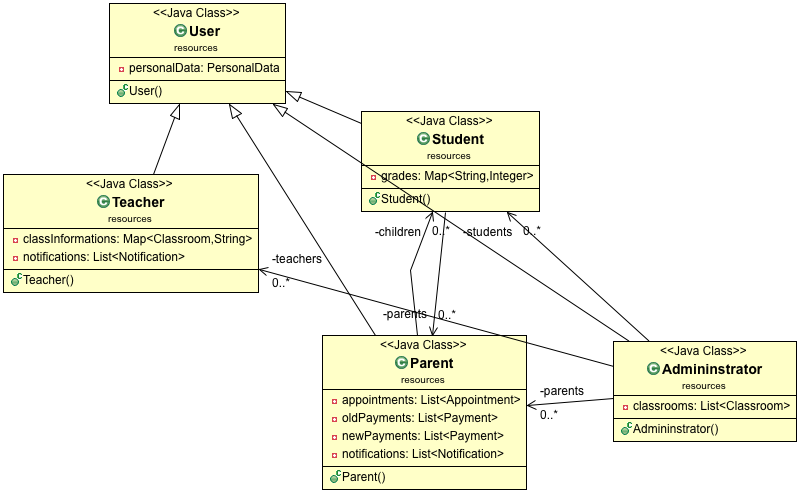 <<Java Class>>
User
resources
personalData: PersonalData
User()
<<Java Class>>
Student
resources
grades: Map<String,Integer>
Student()
<<Java Class>>
Teacher
resources
classInformations: Map<Classroom,String>
notifications: List<Notification>
Teacher()
-children
0..*
-students
0..*
-teachers
0..*
-parents
0..*
<<Java Class>>
Parent
resources
appointments: List<Appointment>
oldPayments: List<Payment>
newPayments: List<Payment>
notifications: List<Notification>
Parent()
-parents
0..*
<<Java Class>>
Admininstrator
resources
classrooms: List<Classroom>
Admininstrator()